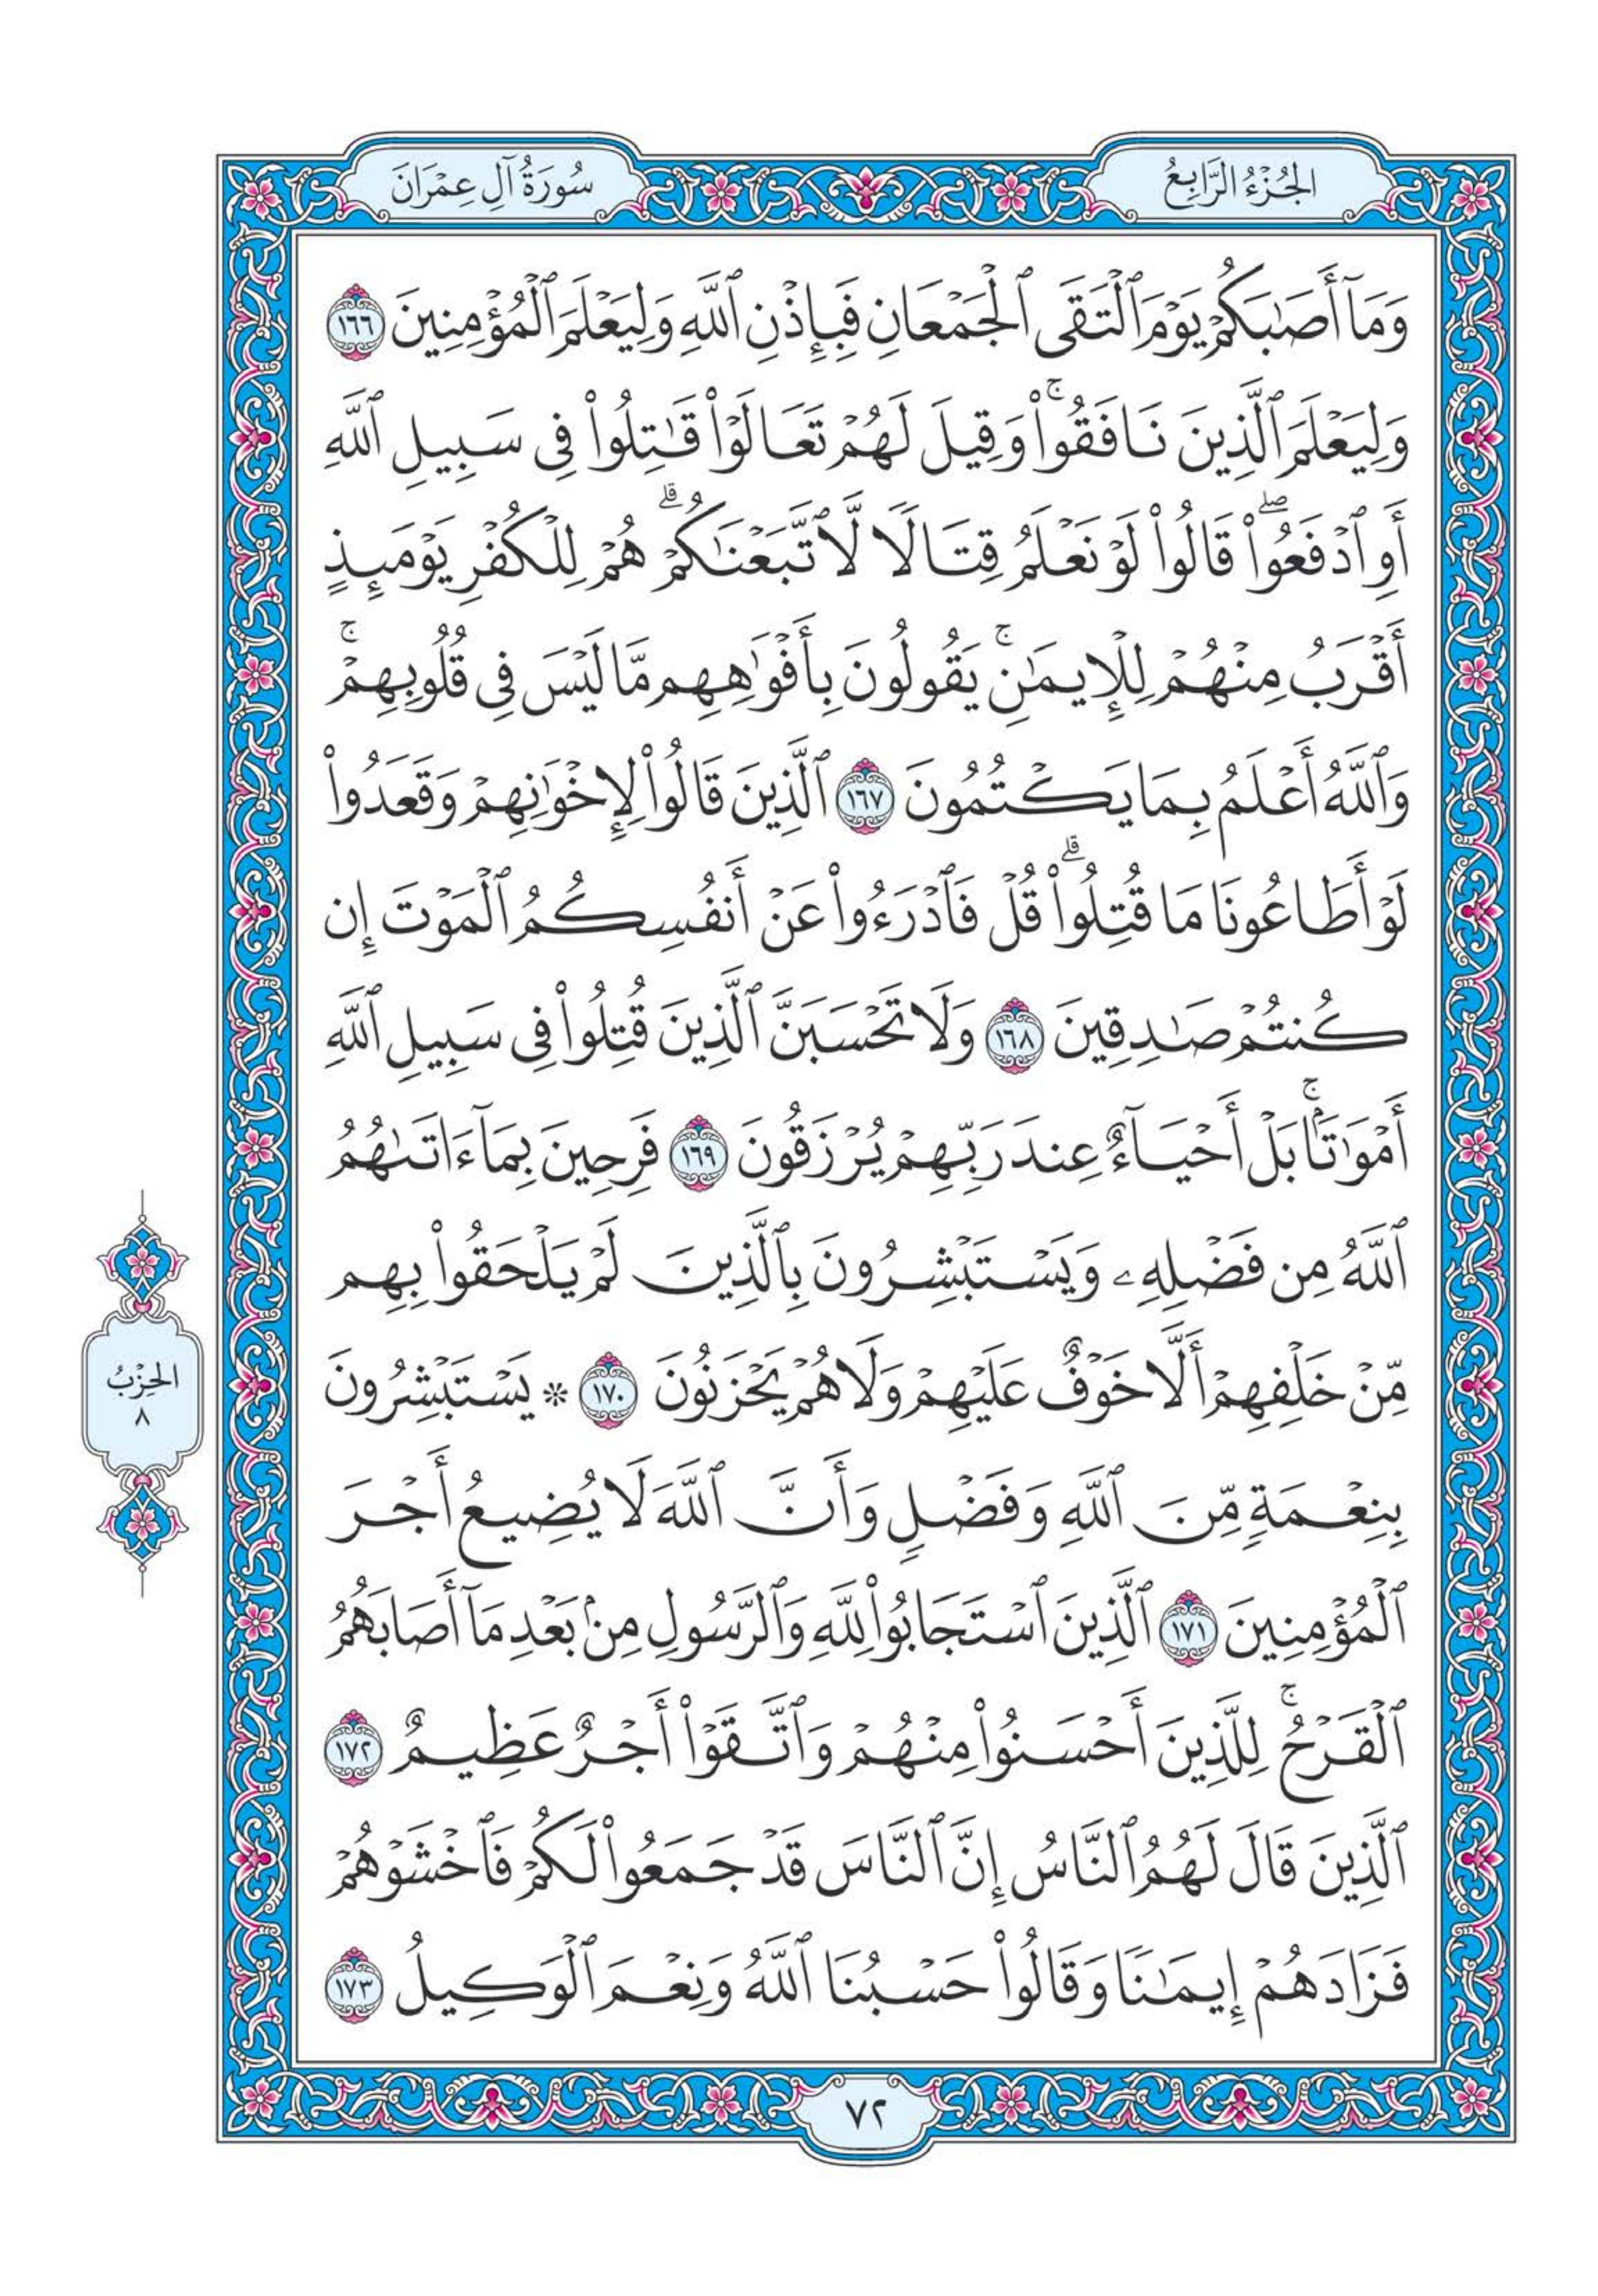 الجُزْءُ الرَّابِعُ
سُورَةُ آلِ عِمْرَانَ
وَمَآ أَصَٰبَكُمْ يَوْمَ ٱلْتَقَى ٱلْجَمْعَانِ فَبِإِذْنِ ٱللَّهِ وَلِيَعْلَمَ ٱلْمُؤْمِنِينَ ١٦٦
وَلِيَعْلَمَ ٱلَّذِينَ نَافَقُوا۟ۚ وَقِيلَ لَهُمْ تَعَالَوْا۟ قَٰتِلُوا۟ فِى سَبِيلِ ٱللَّهِ
أَوِ ٱدْفَعُوا۟ۖ قَالُوا۟ لَوْ نَعْلَمُ قِتَالًا لَّٱتَّبَعْنَٰكُمْۗ هُمْ لِلْكُفْرِ يَوْمَئِذٍ
أَقْرَبُ مِنْهُمْ لِلْإِيمَٰنِۚ يَقُولُونَ بِأَفْوَٰهِهِم مَّا لَيْسَ فِى قُلُوبِهِمْۚ
وَٱللَّهُ أَعْلَمُ بِمَا يَكْتُمُونَ ١٦٧ ٱلَّذِينَ قَالُوا۟ لِإِخْوَٰنِهِمْ وَقَعَدُوا۟
لَوْ أَطَاعُونَا مَا قُتِلُوا۟ۗ قُلْ فَٱدْرَءُوا۟ عَنْ أَنفُسِكُمُ ٱلْمَوْتَ إِن
كُنتُمْ صَٰدِقِينَ ١٦٨ وَلَا تَحْسَبَنَّ ٱلَّذِينَ قُتِلُوا۟ فِى سَبِيلِ ٱللَّهِ
أَمْوَٰتًۢاۚ بَلْ أَحْيَآءٌ عِندَ رَبِّهِمْ يُرْزَقُونَ ١٦٩ فَرِحِينَ بِمَآ ءَاتَىٰهُمُ
ٱللَّهُ مِن فَضْلِهِۦ وَيَسْتَبْشِرُونَ بِٱلَّذِينَ لَمْ يَلْحَقُوا۟ بِهِم
مِّنْ خَلْفِهِمْ أَلَّا خَوْفٌ عَلَيْهِمْ وَلَا هُمْ يَحْزَنُونَ ١٧٠ * يَسْتَبْشِرُونَ
بِنِعْمَةٍ مِّنَ ٱللَّهِ وَفَضْلٍ وَأَنَّ ٱللَّهَ لَا يُضِيعُ أَجْرَ
ٱلْمُؤْمِنِينَ ١٧١ ٱلَّذِينَ ٱسْتَجَابُوا۟ لِلَّهِ وَٱلرَّسُولِ مِنۢ بَعْدِ مَآ أَصَابَهُمُ
ٱلْقَرْحُۚ لِلَّذِينَ أَحْسَنُوا۟ مِنْهُمْ وَٱتَّقَوْا۟ أَجْرٌ عَظِيمٌ ١٧٢
ٱلَّذِينَ قَالَ لَهُمُ ٱلنَّاسُ إِنَّ ٱلنَّاسَ قَدْ جَمَعُوا۟ لَكُمْ فَٱخْشَوْهُمْ
فَزَادَهُمْ إِيمَٰنًا وَقَالُوا۟ حَسْبُنَا ٱللَّهُ وَنِعْمَ ٱلْوَكِيلُ ١٧٣
الحِزْبُ
٨
٧٢